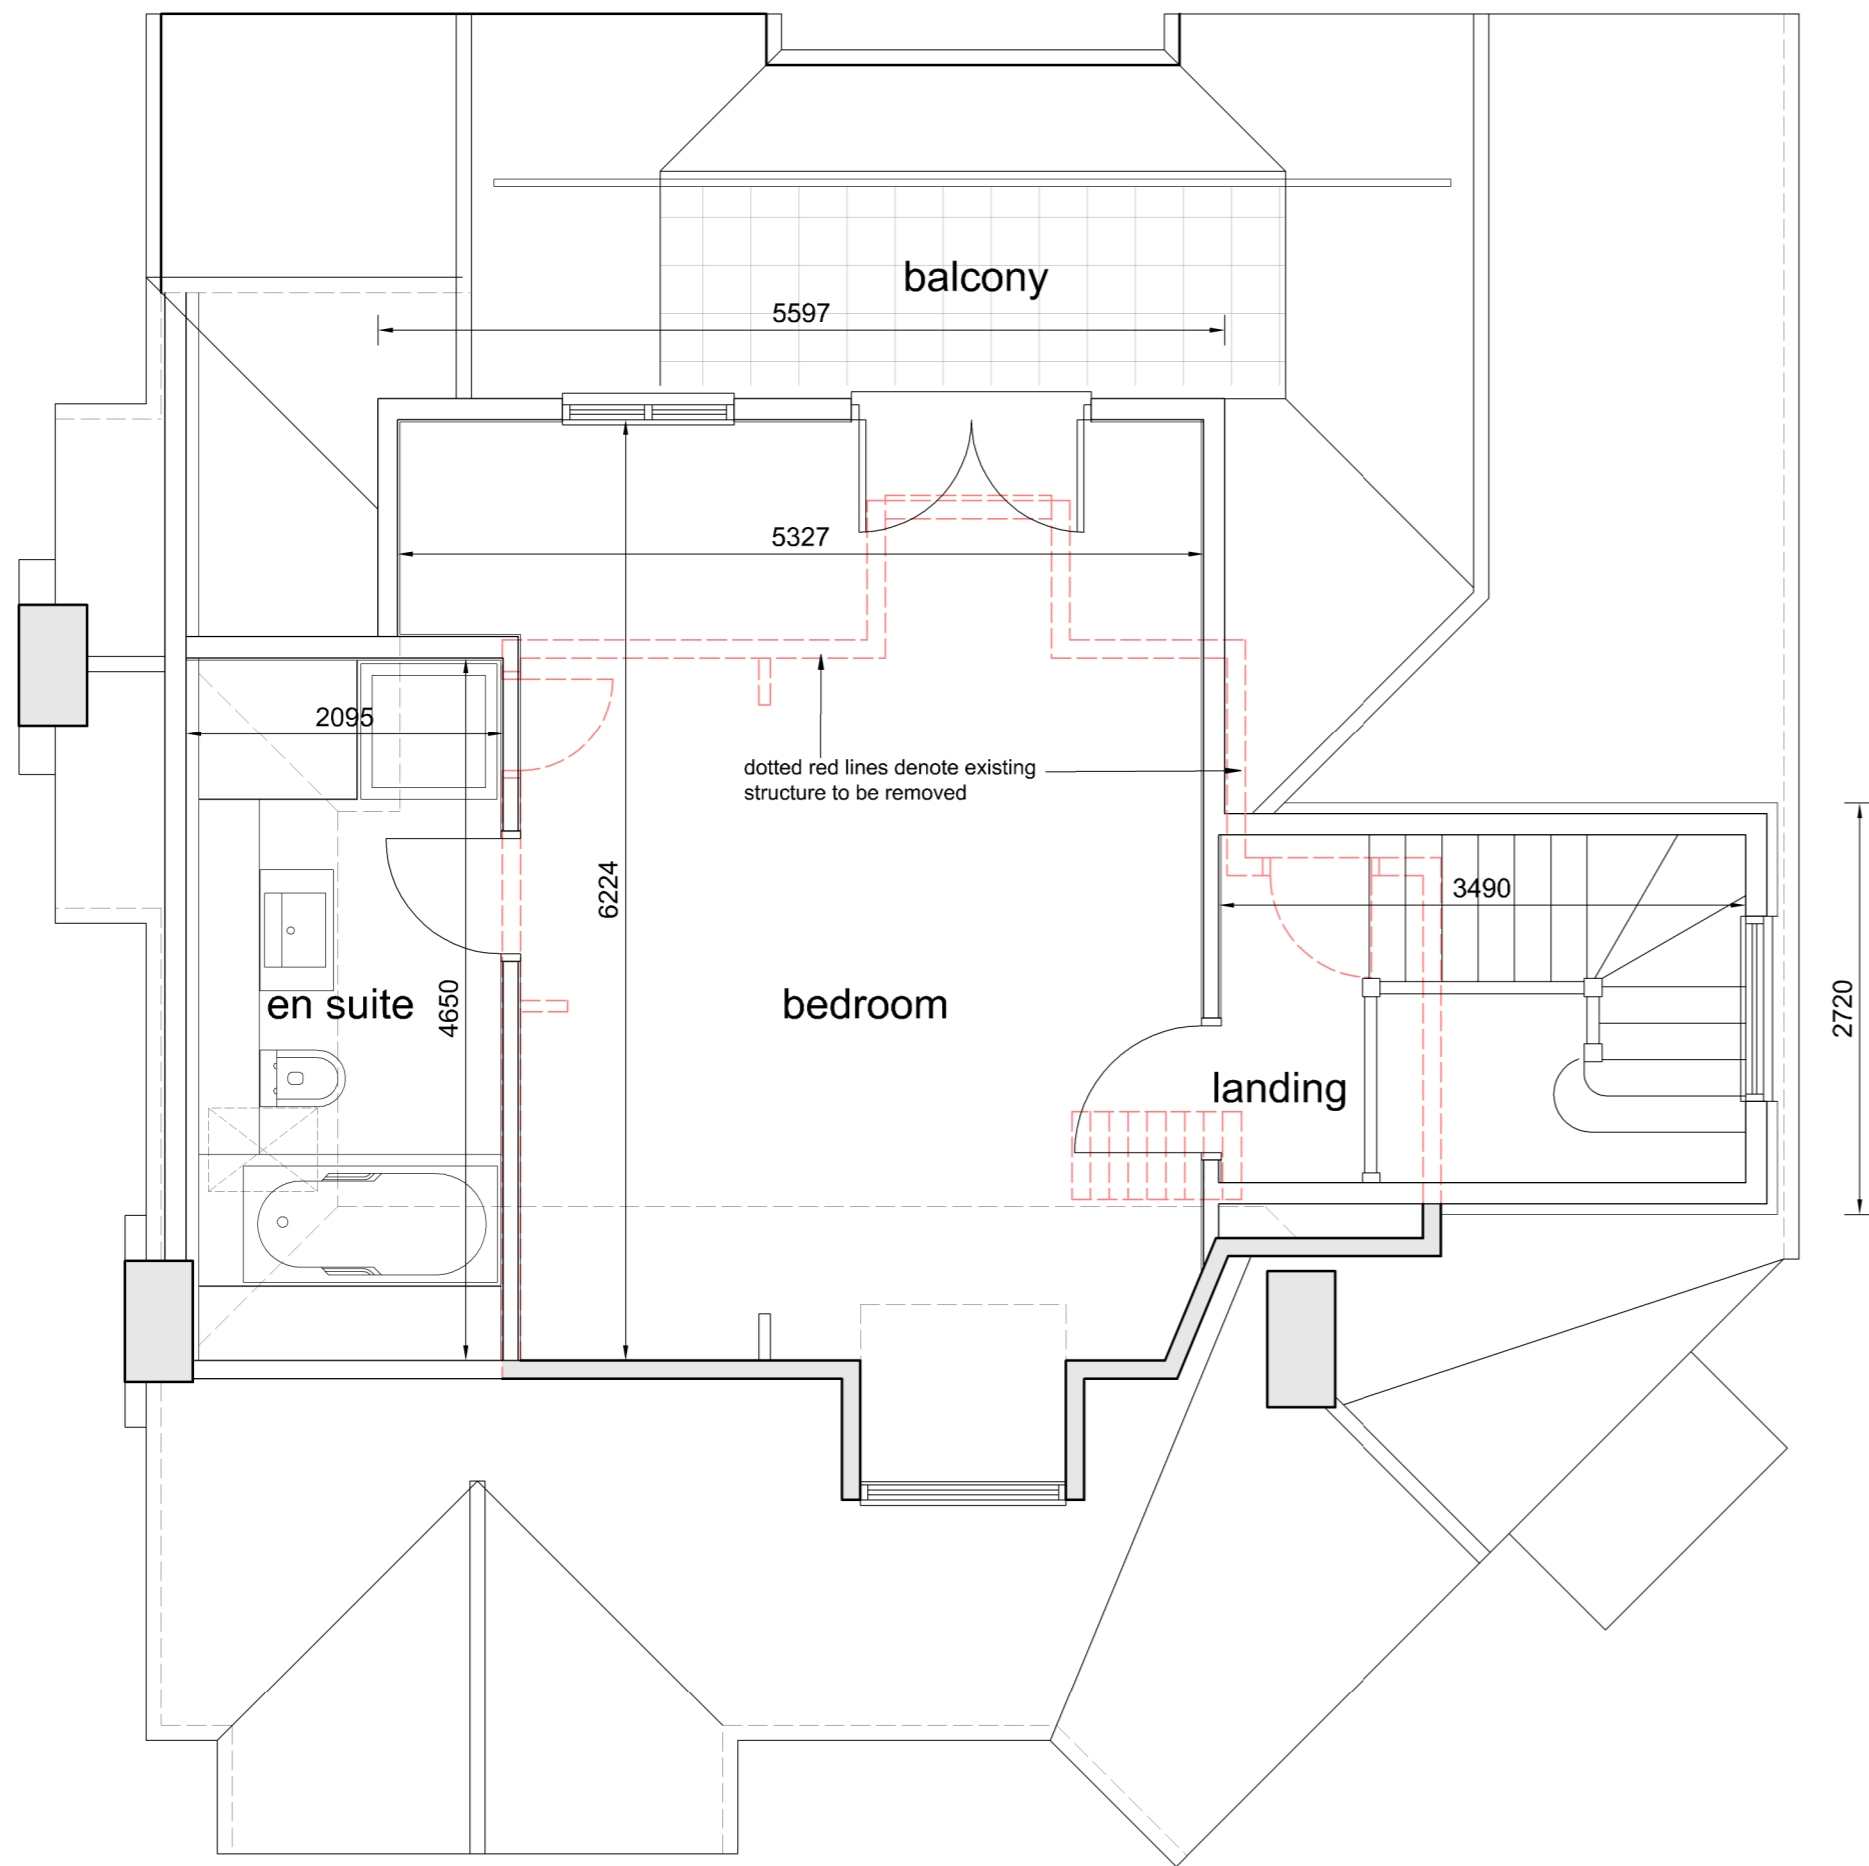 balcony
5597
5327
2095
dotted red lines denote existing
structure to be removed
6224
3490
4650
en suite
bedroom
2720
landing